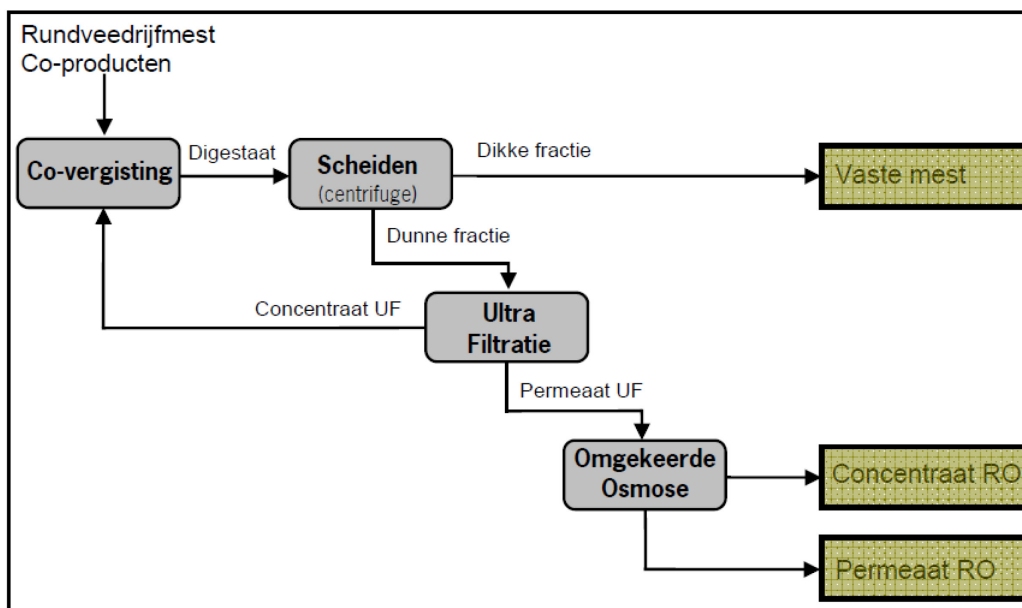 Rundveedrijfmest
Co-producten
Co-vergisting
Digestaat
Scheiden
(centrifuge)
Dikke fractie
Vaste mest
Dunne fractie
Concentraat UF
Ultra
Filtratie
Permeaat UF
Omgekeerde
Osmose
Concentraat RO
Permeaat RO